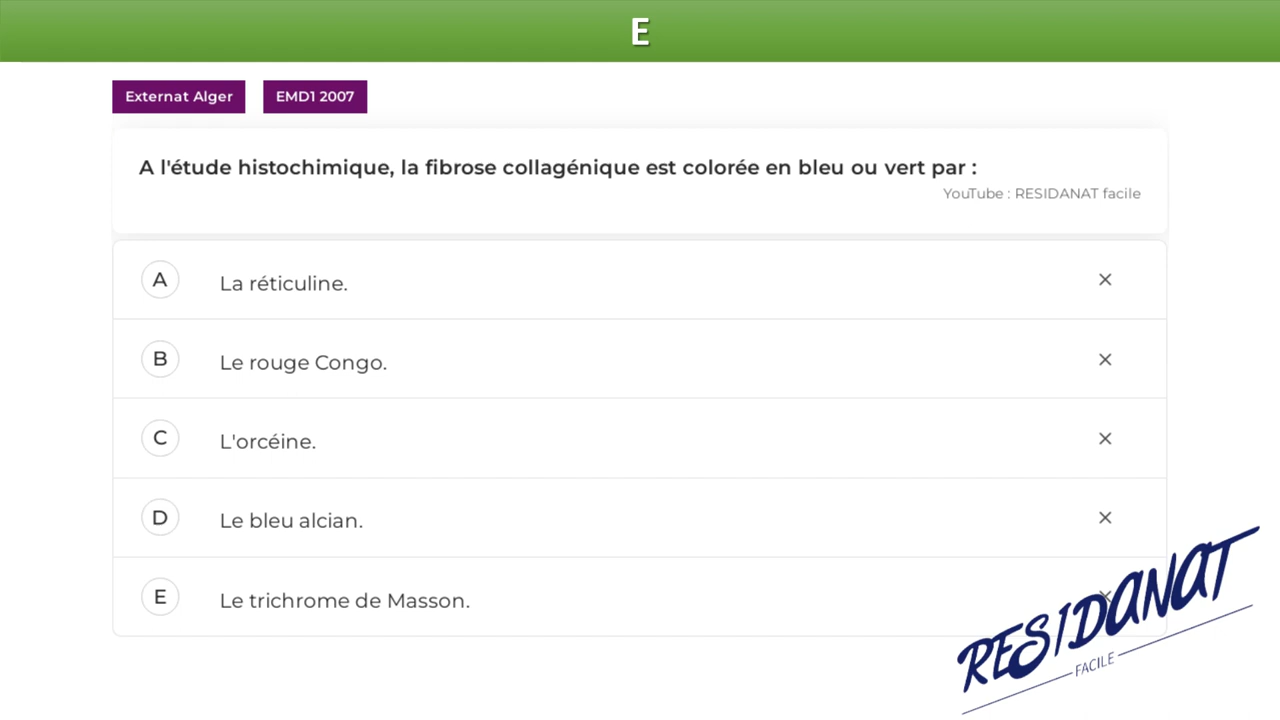 E
Externat Alger EMD1 2007
A l'étude histochimique, la fibrose collagénique est colorée en bleu ou vert par :
YouTube : RESIDANAT facile
A La réticuline. ×
B Le rouge Congo. ×
C L'orcéine. ×
D Le bleu alcian. ×
E Le trichrome de Masson. ×
RESIDANAT
FACILE